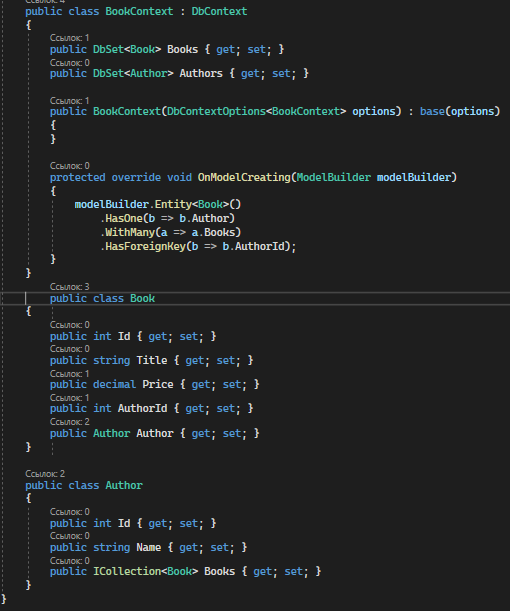 Ссылок: 4
public class BookContext : DbContext
{
Ссылок: 1
public DbSet<Book> Books { get; set; }
Ссылок: 0
public DbSet<Author> Authors { get; set; }
Ссылок: 1
public BookContext(DbContextOptions<BookContext> options) : base(options)
{
}
Ссылок: 0
protected override void OnModelCreating(ModelBuilder modelBuilder)
{
modelBuilder.Entity<Book>()
.HasOne(b => b.Author)
.WithMany(a => a.Books)
.HasForeignKey(b => b.AuthorId);
}
}
Ссылок: 3
public class Book
{
Ссылок: 0
public int Id { get; set; }
Ссылок: 0
public string Title { get; set; }
Ссылок: 1
public decimal Price { get; set; }
Ссылок: 1
public int AuthorId { get; set; }
Ссылок: 2
public Author Author { get; set; }
}
Ссылок: 2
public class Author
{
Ссылок: 0
public int Id { get; set; }
Ссылок: 0
public string Name { get; set; }
Ссылок: 0
public ICollection<Book> Books { get; set; }
}
}